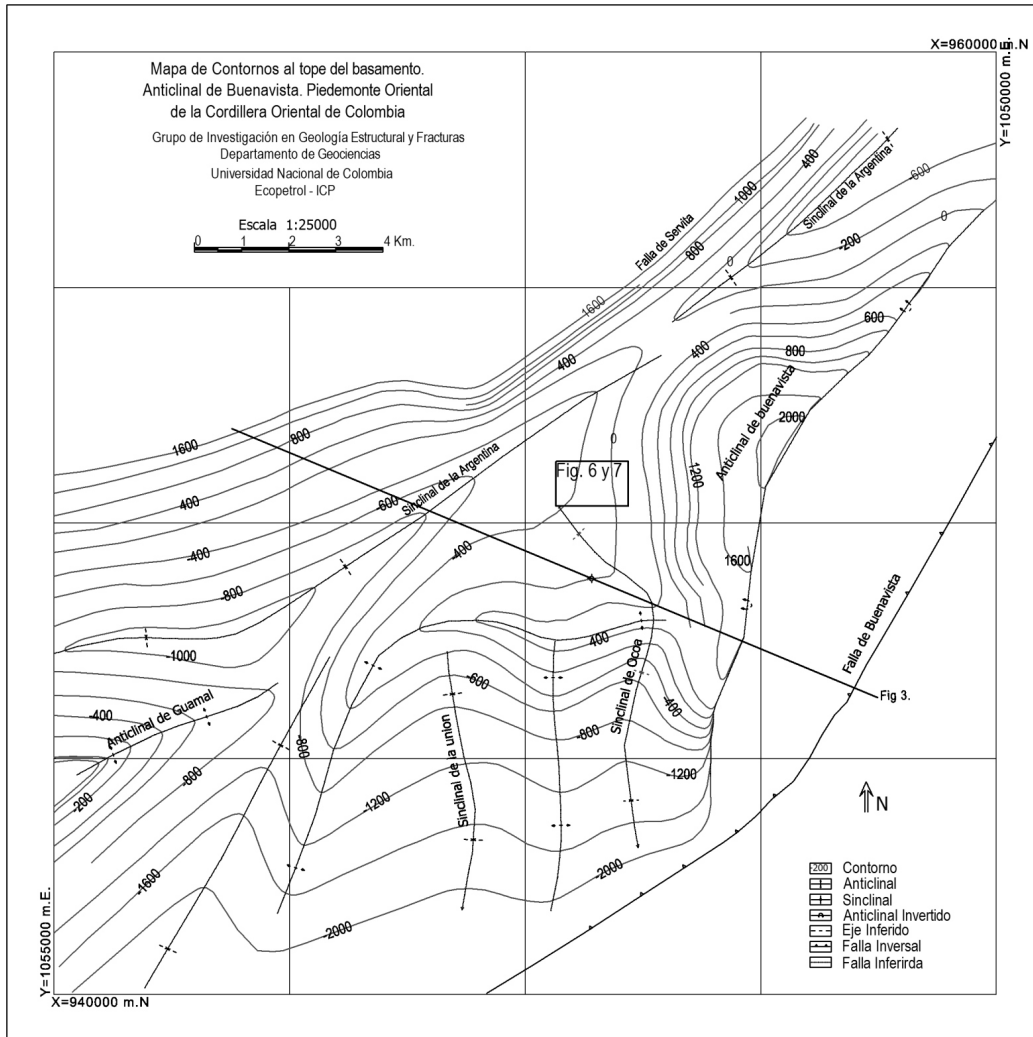 X=960000 m.N
Y=1050000 m.E.
Mapa de Contornos al tope del basamento.
Anticlinal de Buenavista. Piedemonte Oriental
de la Cordillera Oriental de Colombia
Grupo de Investigación en Geología Estructural y Fracturas
Departamento de Geociencias
Universidad Nacional de Colombia
Ecopetrol - ICP
Escala 1:25000
0 1 2 3 4 Km.
400
1000
Sinclinal de la Argentina
-600
Falla de Servita
800
0
-200
0
1600
600
400
400
800
Anticlinal de buenavista
2000
800
1600
0
Fig. 6 y 7
1200
Sinclinal de la Argentina
-600
400
-400
-400
1600
-800
Falla de Buenavista
400
Sinclinal de Ocoa
-1000
-600
Fig 3.
-400
-400
Anticlinal de Guamal
-800
-800
-200
-800
-1200
-1200
Sinclinal de la union
-1600
-2000
-2000
N
-200 Contorno
Anticlinal
Sinclinal
Anticlinal Invertido
Eje Inferido
Falla Inversal
Falla Inferirda
Y=1055000 m.E.
X=940000 m.N